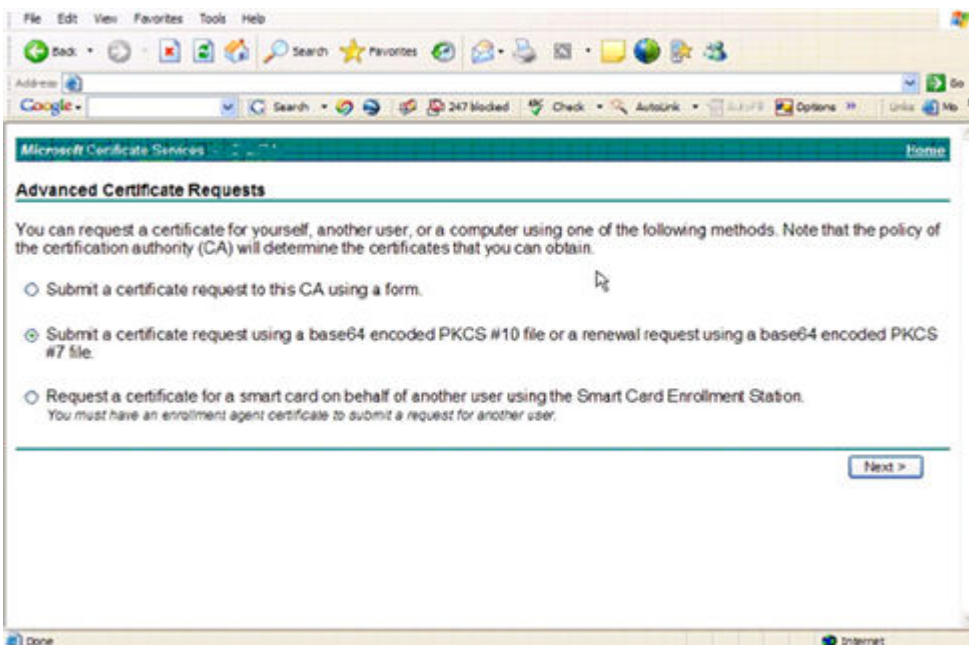 File Edit View Favorites Tools Help
Back Search Favorites
Address Go
Google Search 247 blocked Check AutoLink Options Links
Microsoft Certificate Services Home
Advanced Certificate Requests
You can request a certificate for yourself, another user, or a computer using one of the following methods. Note that the policy of
the certification authority (CA) will determine the certificates that you can obtain.
Submit a certificate request to this CA using a form.
Submit a certificate request using a base64 encoded PKCS #10 file or a renewal request using a base64 encoded PKCS
#7 file.
Request a certificate for a smart card on behalf of another user using the Smart Card Enrollment Station.
You must have an enrollment agent certificate to submit a request for another user.
Next >
Done Internet